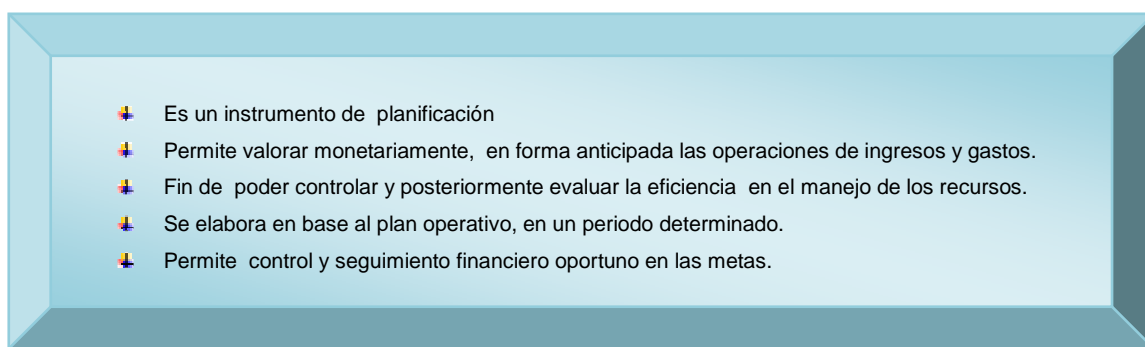 Es un instrumento de planificación
Permite valorar monetariamente, en forma anticipada las operaciones de ingresos y gastos.
Fin de poder controlar y posteriormente evaluar la eficiencia en el manejo de los recursos.
Se elabora en base al plan operativo, en un periodo determinado.
Permite control y seguimiento financiero oportuno en las metas.